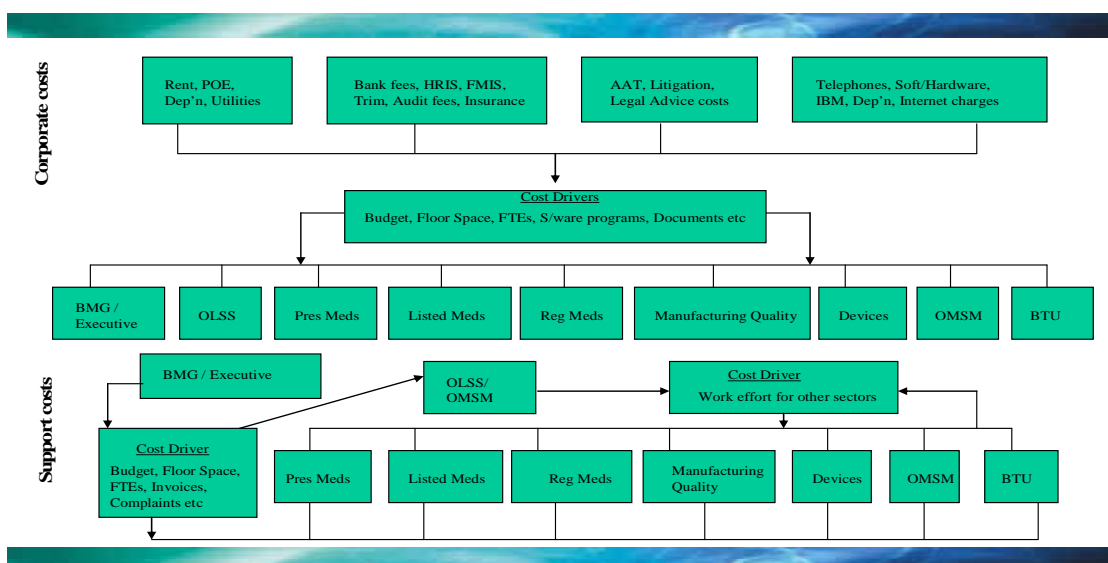 Corporate costs
Rent, POE,
Dep'n, Utilities
Bank fees, HRIS, FMIS,
Trim, Audit fees, Insurance
AAT, Litigation,
Legal Advice costs
Telephones, Soft/Hardware,
IBM, Dep'n, Internet charges
Cost Drivers
Budget, Floor Space, FTEs, S/ware programs, Documents etc
BMG /
Executive
OLSS
Pres Meds
Listed Meds
Reg Meds
Manufacturing Quality
Devices
OMSM
BTU
Support costs
BMG / Executive
OLSS/
OMSM
Cost Driver
Work effort for other sectors
Cost Driver
Budget, Floor Space,
FTEs, Invoices,
Complaints etc
Pres Meds
Listed Meds
Reg Meds
Manufacturing
Quality
Devices
OMSM
BTU